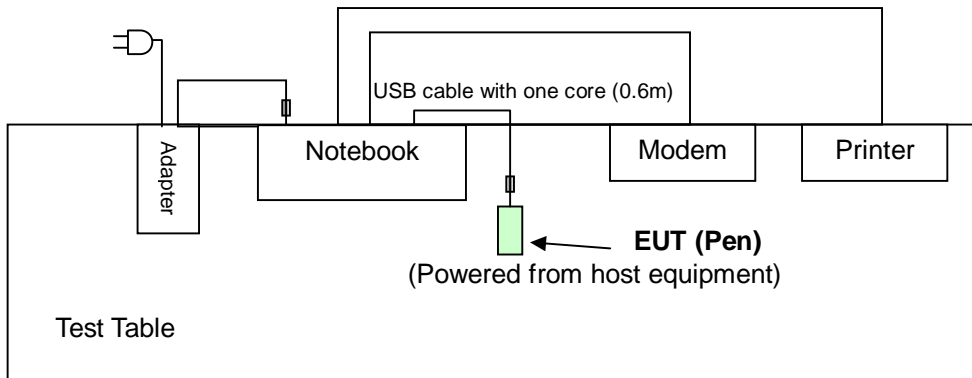 USB cable with one core (0.6m)
Adapter
Notebook
Modem
Printer
EUT (Pen)
(Powered from host equipment)
Test Table